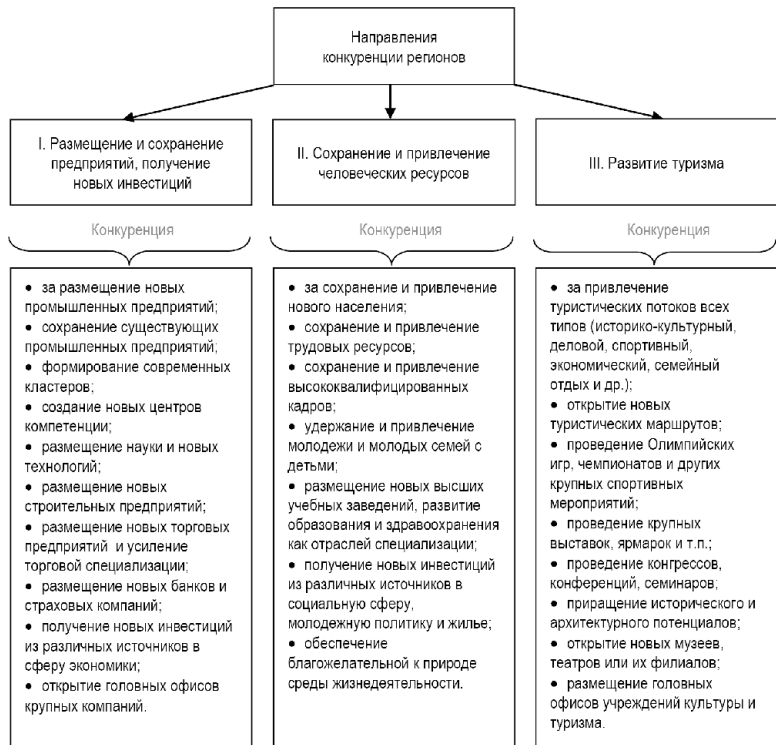 Направления
конкуренции регионов
I. Размещение и сохранение
предприятий, получение
новых инвестиций
II. Сохранение и привлечение
человеческих ресурсов
III. Развитие туризма
Конкуренция
Конкуренция
Конкуренция
• за размещение новых
промышленных предприятий;
• сохранение существующих
промышленных предприятий;
• формирование современных
кластеров;
• создание новых центров
компетенции;
• размещение науки и новых
технологий;
• размещение новых
строительных предприятий;
• размещение новых торговых
предприятий и усиление
торговой специализации;
• размещение новых банков и
страховых компаний;
• получение новых инвестиций
из различных источников в
сферу экономики;
• открытие головных офисов
крупных компаний.
• за сохранение и привлечение
нового населения;
• сохранение и привлечение
трудовых ресурсов;
• сохранение и привлечение
высококвалифицированных
кадров;
• удержание и привлечение
молодежи и молодых семей с
детьми;
• размещение новых высших
учебных заведений, развитие
образования и здравоохранения
как отраслей специализации;
• получение новых инвестиций
из различных источников в
социальную сферу,
молодежную политику и жилье;
• обеспечение
благожелательной к природе
среды жизнедеятельности.
• за привлечение
туристических потоков всех
типов (историко-культурный,
деловой, спортивный,
экономический, семейный
отдых и др.);
• открытие новых
туристических маршрутов;
• проведение Олимпийских
игр, чемпионатов и других
крупных спортивных
мероприятий;
• проведение крупных
выставок, ярмарок и т.п.;
• проведение конгрессов,
конференций, семинаров;
• приращение исторического и
архитектурного потенциалов;
• открытие новых музеев,
театров или их филиалов;
• размещение головных
офисов учреждений культуры и
туризма.